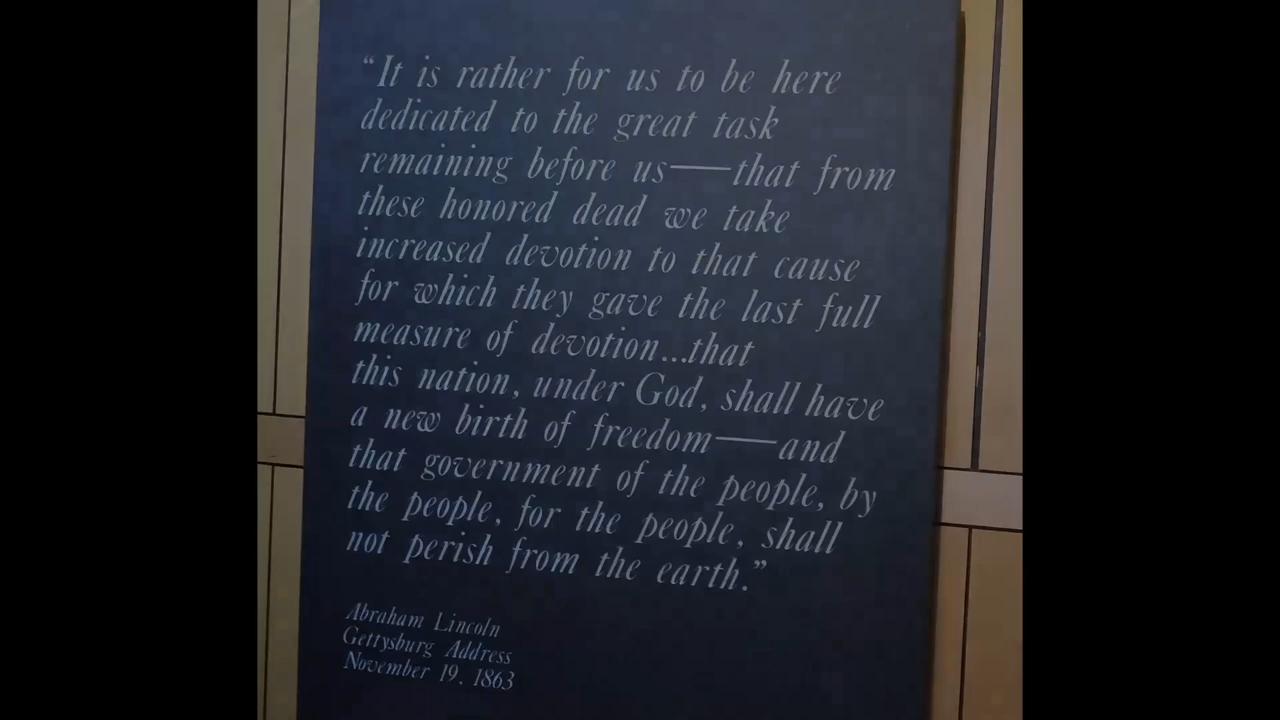 “It is rather for us to be here
dedicated to the great task
remaining before us——that from
these honored dead we take
increased devotion to that cause
for which they gave the last full
measure of devotion...that
this nation, under God, shall have
a new birth of freedom——and
that government of the people, by
the people, for the people, shall
not perish from the earth.”
Abraham Lincoln
Gettysburg Address
November 19. 1863